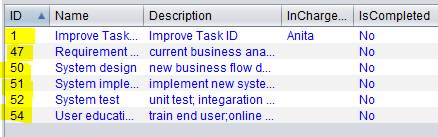 ID Name Description InCharge... IsCompleted
1 Improve Task... Improve Task ID Anita No
47 Requirement ... current business ana... No
50 System design new business flow d... No
51 System imple... implement new syste... No
52 System test unit test; integaration ... No
54 User educati... train end user;online ... No